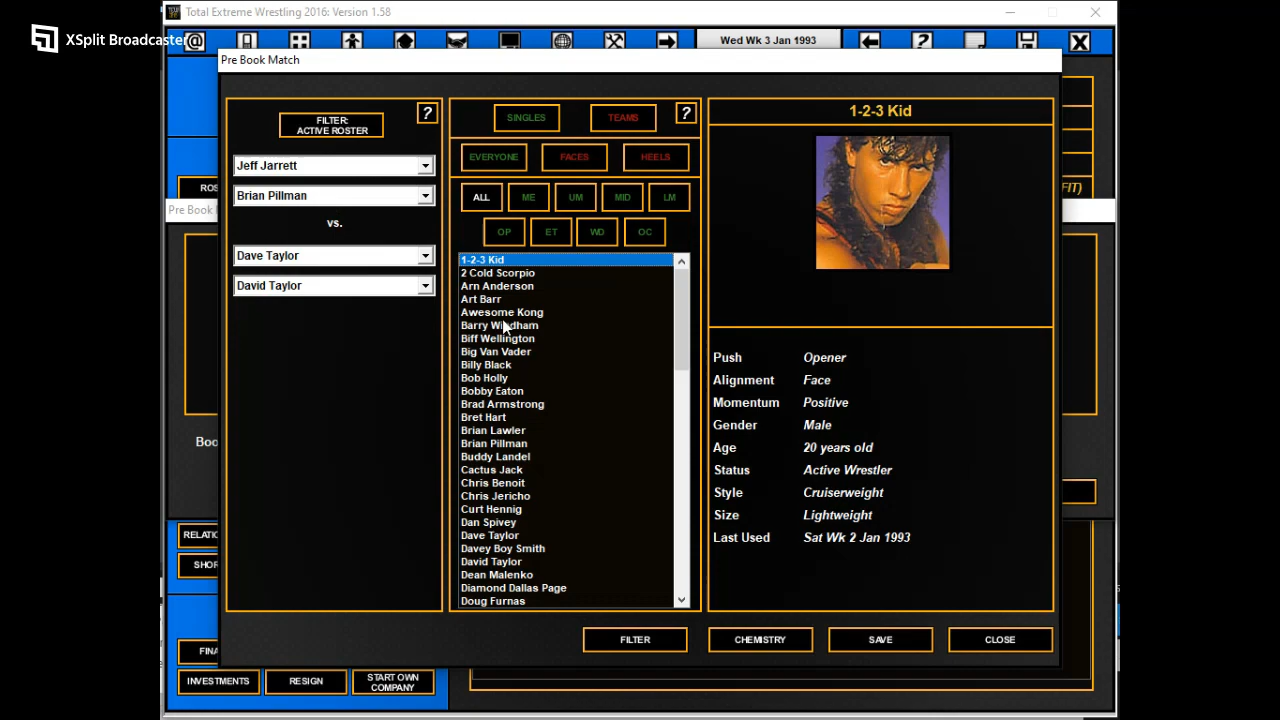 Total Extreme Wrestling 2016: Version 1.58
XSplit Broadcaster
Wed Wk 3 Jan 1993
Pre Book Match
FILTER:
ACTIVE ROSTER
?
Jeff Jarrett
Brian Pillman
vs.
Dave Taylor
David Taylor
SINGLES
TEAMS
?
EVERYONE
FACES
HEELS
ALL
ME
UM
MID
LM
OP
ET
WD
OC
1-2-3 Kid
2 Cold Scorpio
Arn Anderson
Art Barr
Awesome Kong
Barry Windham
Biff Wellington
Big Van Vader
Billy Black
Bob Holly
Bobby Eaton
Brad Armstrong
Bret Hart
Brian Lawler
Brian Pillman
Buddy Landel
Cactus Jack
Chris Benoit
Chris Jericho
Curt Hennig
Dan Spivey
Dave Taylor
Davey Boy Smith
David Taylor
Dean Malenko
Diamond Dallas Page
Doug Furnas
1-2-3 Kid
Push Opener
Alignment Face
Momentum Positive
Gender Male
Age 20 years old
Status Active Wrestler
Style Cruiserweight
Size Lightweight
Last Used Sat Wk 2 Jan 1993
FILTER
CHEMISTRY
SAVE
CLOSE
ROS
Pre Book
FIT)
Boo
RELATIO
SHOR
FINA
INVESTMENTS
RESIGN
START OWN
COMPANY